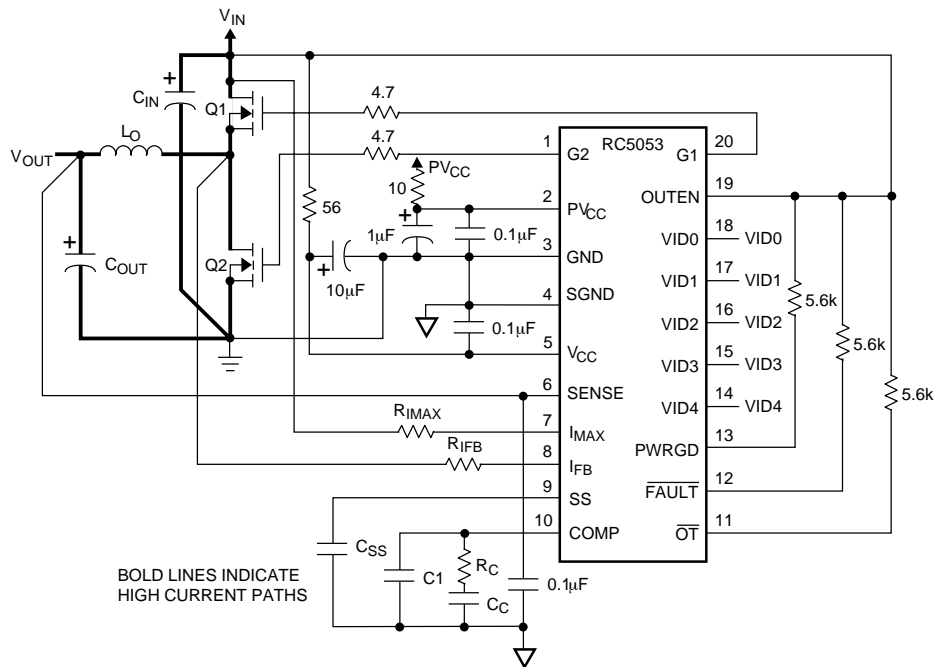 VIN
+
CIN
Q1
4.7
LO
VOUT
4.7
1
G2
RC5053
G1
20
PVCC
10
2
PVCC
OUTEN
19
56
+
1µF
0.1µF
3
GND
VID0
18
VID0
+
COUT
Q2
+
10µF
4
SGND
VID1
17
VID1
5.6k
0.1µF
VID2
16
VID2
5.6k
5
VCC
VID3
15
VID3
6
SENSE
VID4
14
VID4
5.6k
RIMAX
7
IMAX
PWRGD
13
RIFB
8
IFB
FAULT
12
9
SS
10
COMP
OT
11
CSS
C1
RC
CC
0.1µF
BOLD LINES INDICATE
HIGH CURRENT PATHS